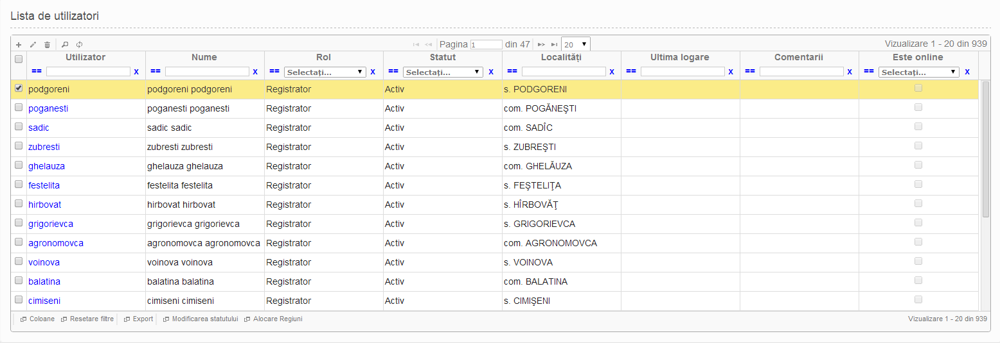 Lista de utilizatori
Pagina 1 din 47 20 Vizualizare 1 - 20 din 939
Utilizator Nume Rol Statut Localităţi Ultima logare Comentarii Este online
== x == x == Selectaţi... x == Selectaţi... x == x == x == x == Selectaţi... x
podgoreni podgoreni podgoreni Registrator Activ s. PODGORENI
poganesti poganesti poganesti Registrator Activ com. POGĂNEŞTI
sadic sadic sadic Registrator Activ com. SADÎC
zubresti zubresti zubresti Registrator Activ s. ZUBREŞTI
ghelauza ghelauza ghelauza Registrator Activ com. GHELĂUZA
festelita festelita festelita Registrator Activ s. FEŞTELIŢA
hirbovat hirbovat hirbovat Registrator Activ s. HÎRBOVĂŢ
grigorievca grigorievca grigorievca Registrator Activ s. GRIGORIEVCA
agronomovca agronomovca agronomovca Registrator Activ com. AGRONOMOVCA
voinova voinova voinova Registrator Activ s. VOINOVA
balatina balatina balatina Registrator Activ com. BALATINA
cimiseni cimiseni cimiseni Registrator Activ s. CIMIŞENI
Coloane Resetare filtre Export Modificarea statutului Alocare Regiuni Vizualizare 1 - 20 din 939